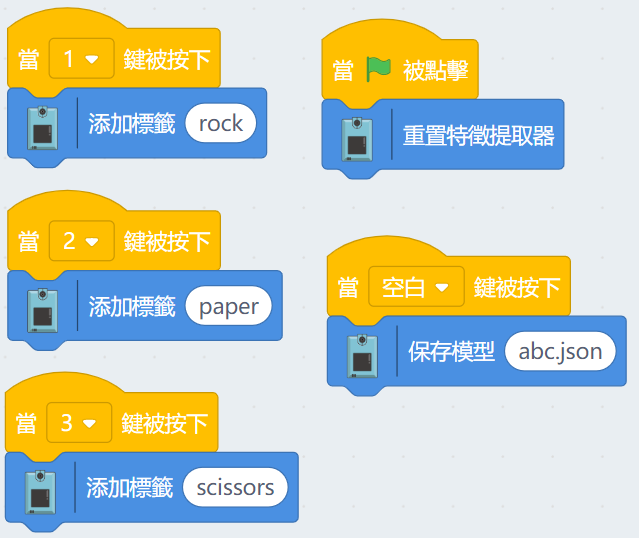 當 1 鍵被按下
添加標籤 rock
當 2 鍵被按下
添加標籤 paper
當 3 鍵被按下
添加標籤 scissors
當 被點擊
重置特徵提取器
當 空白 鍵被按下
保存模型 abc.json